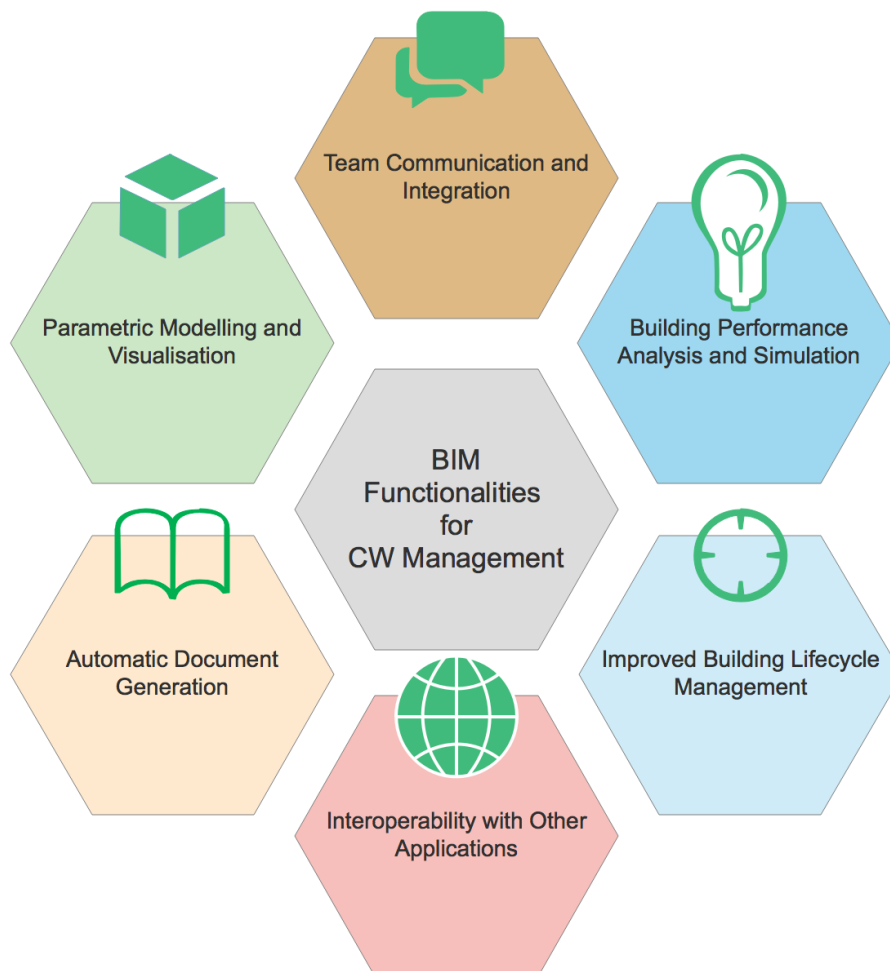 Team Communication and
Integration
Parametric Modelling and
Visualisation
Building Performance
Analysis and Simulation
BIM
Functionalities
for
CW Management
Automatic Document
Generation
Improved Building Lifecycle
Management
Interoperability with Other
Applications